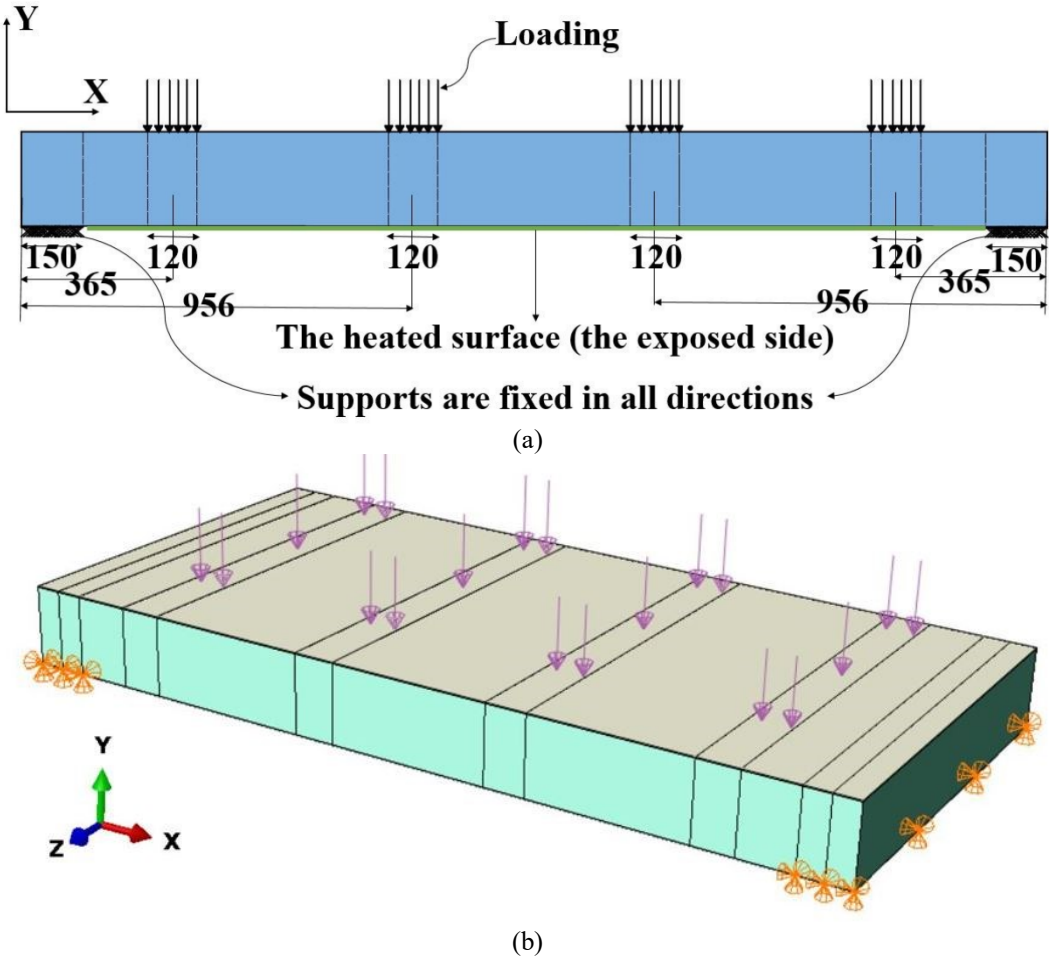 Y
Loading
X
150
120
120
120
120
150
365
365
956
956
The heated surface (the exposed side)
Supports are fixed in all directions
(a)
Y
Z
X
(b)